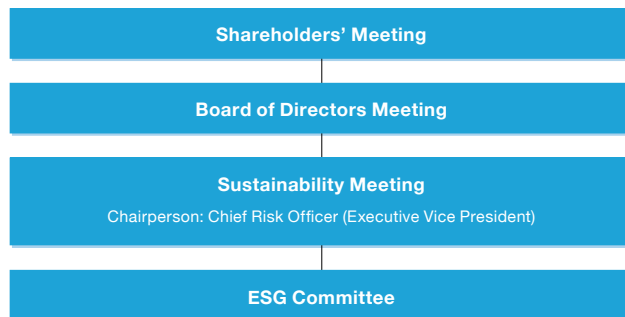 Shareholders’ Meeting
Board of Directors Meeting
Sustainability Meeting
Chairperson: Chief Risk Officer (Executive Vice President)
ESG Committee